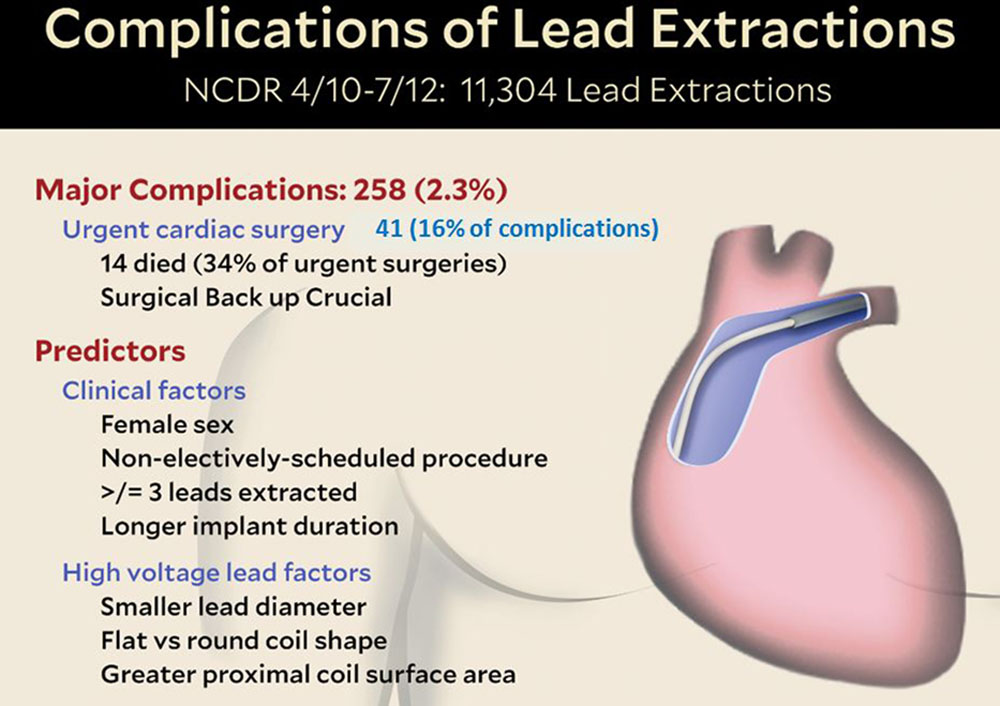 Complications of Lead Extractions
NCDR 4/10-7/12: 11,304 Lead Extractions
Major Complications: 258 (2.3%)
Urgent cardiac surgery 41 (16% of complications)
14 died (34% of urgent surgeries)
Surgical Back up Crucial
Predictors
Clinical factors
Female sex
Non-electively-scheduled procedure
>/= 3 leads extracted
Longer implant duration
High voltage lead factors
Smaller lead diameter
Flat vs round coil shape
Greater proximal coil surface area